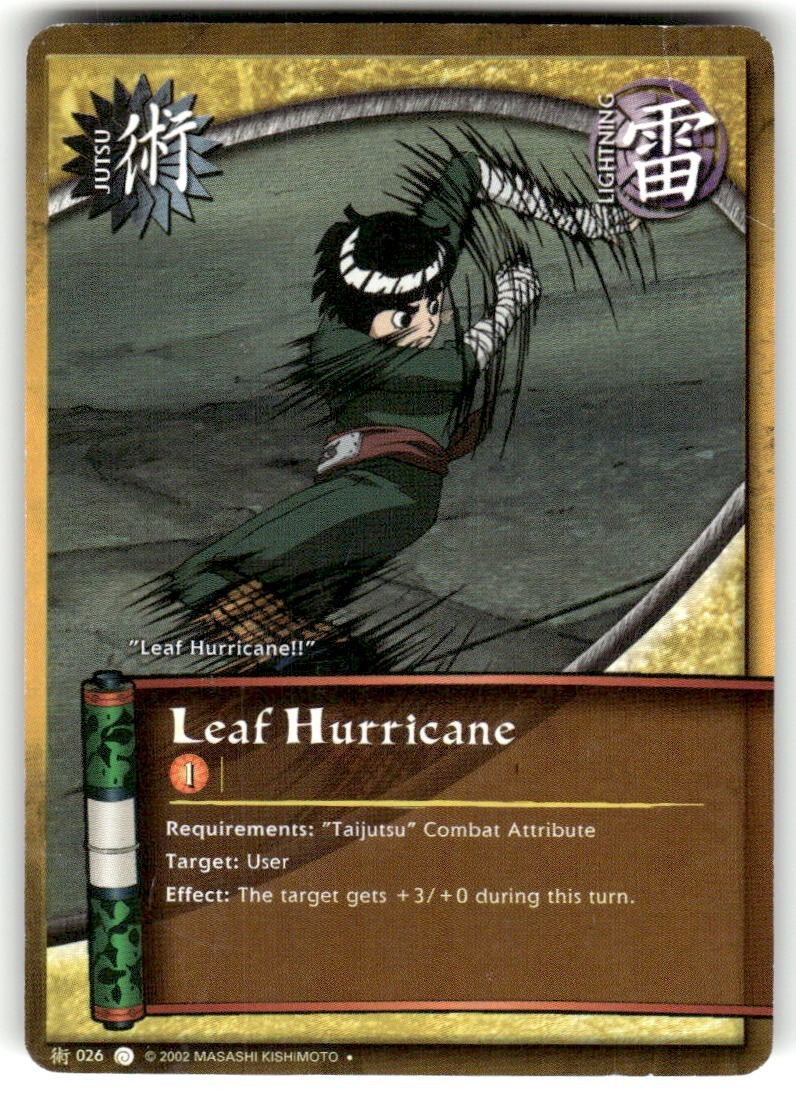 JUTSU
術
LIGHTNING
雷
"Leaf Hurricane!!"
Leaf Hurricane
1
Requirements: "Taijutsu" Combat Attribute
Target: User
Effect: The target gets +3/+0 during this turn.
術 026 © 2002 MASASHI KISHIMOTO •